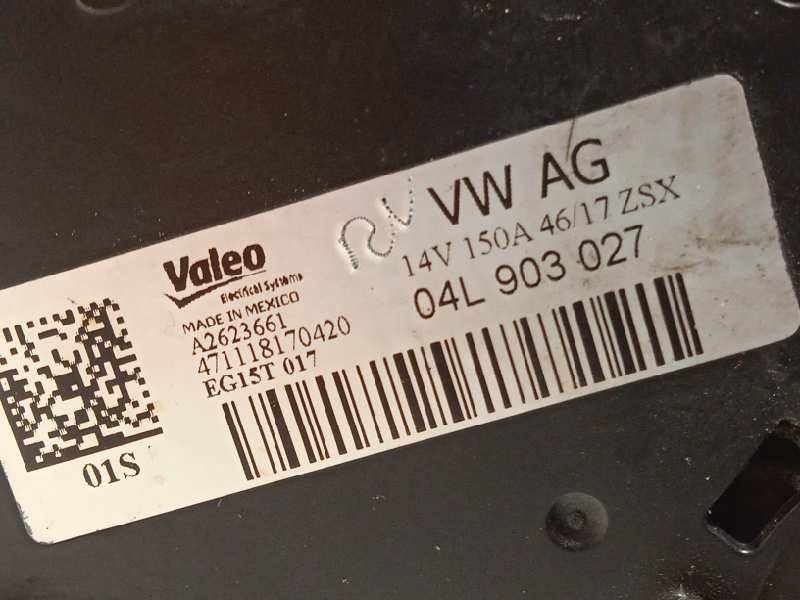 VW AG
14V 150A 46/17 ZSX
04L 903 027
Valeo
Electrical Systems
MADE IN MEXICO
A2623661
471118170420
EG15T 017
01S